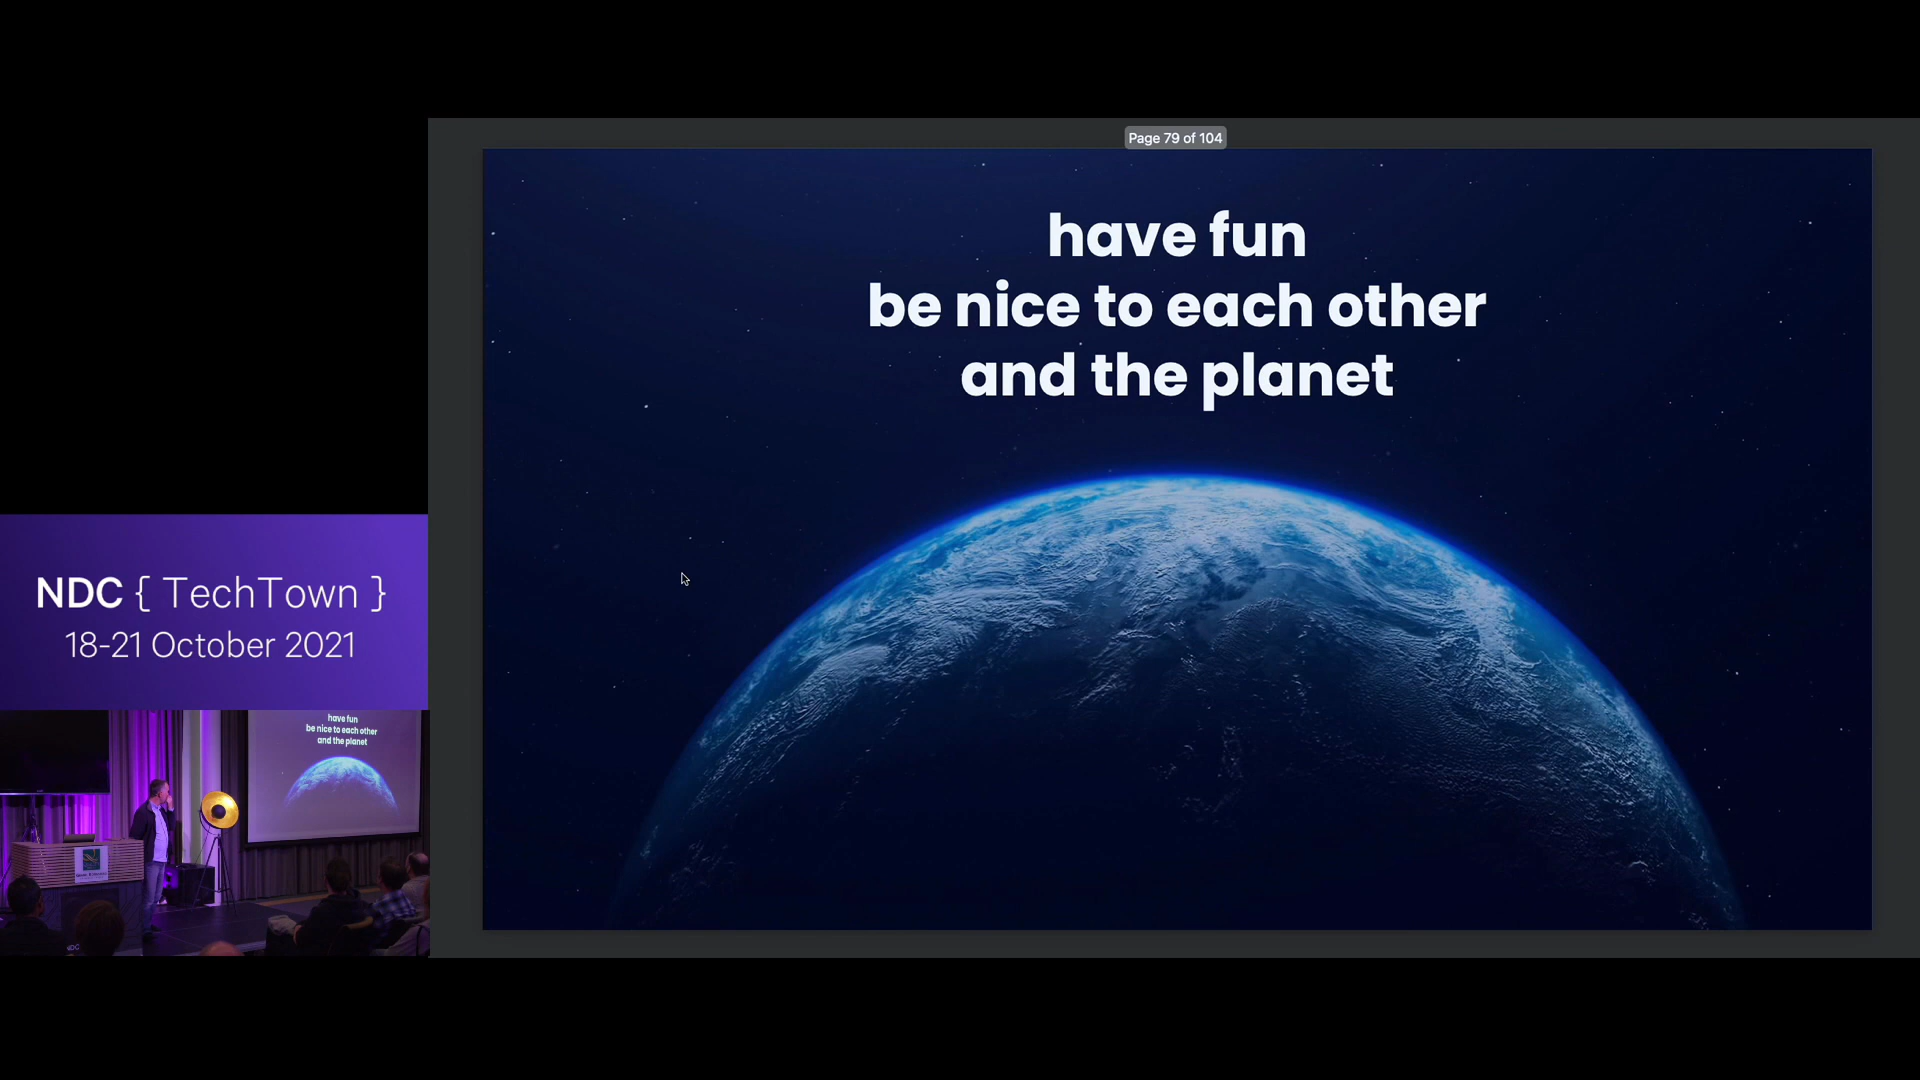 Page 79 of 104
have fun
be nice to each other
and the planet
NDC { TechTown }
18-21 October 2021
have fun
be nice to each other
and the planet
NDC